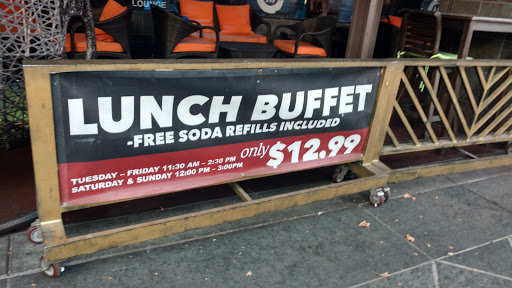 LOUNGE
LUNCH BUFFET
-FREE SODA REFILLS INCLUDED
only $12.99
TUESDAY – FRIDAY 11:30 AM – 2:30 PM
SATURDAY & SUNDAY 12:00 PM – 3:00PM